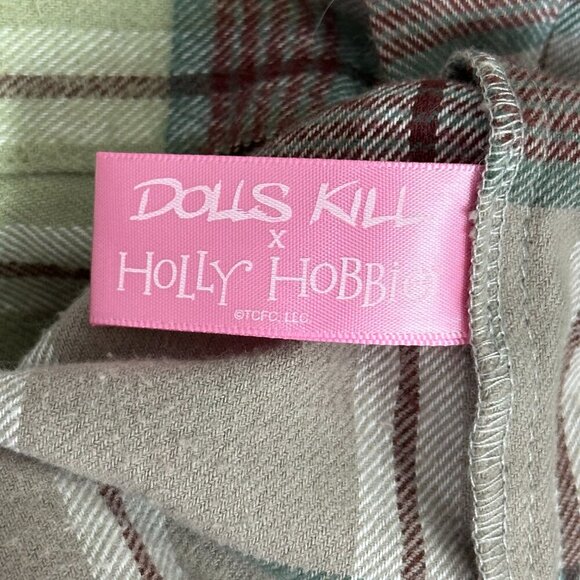 DOLLS KILL
X
HOLLY HOBBIE
©TCFC, LLC